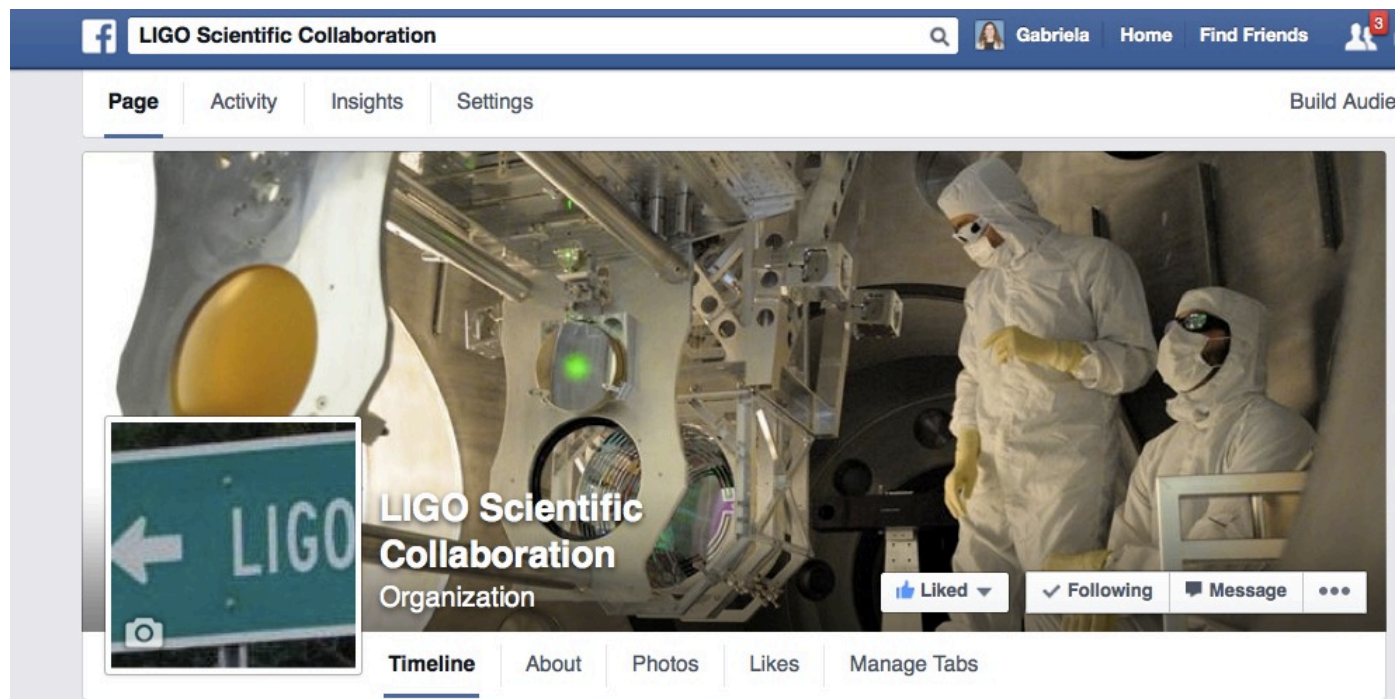 LIGO Scientific Collaboration
Gabriela Home Find Friends 3
Page Activity Insights Settings Build Audie
LIGO
LIGO Scientific
Collaboration
Organization
Liked Following Message
Timeline About Photos Likes Manage Tabs